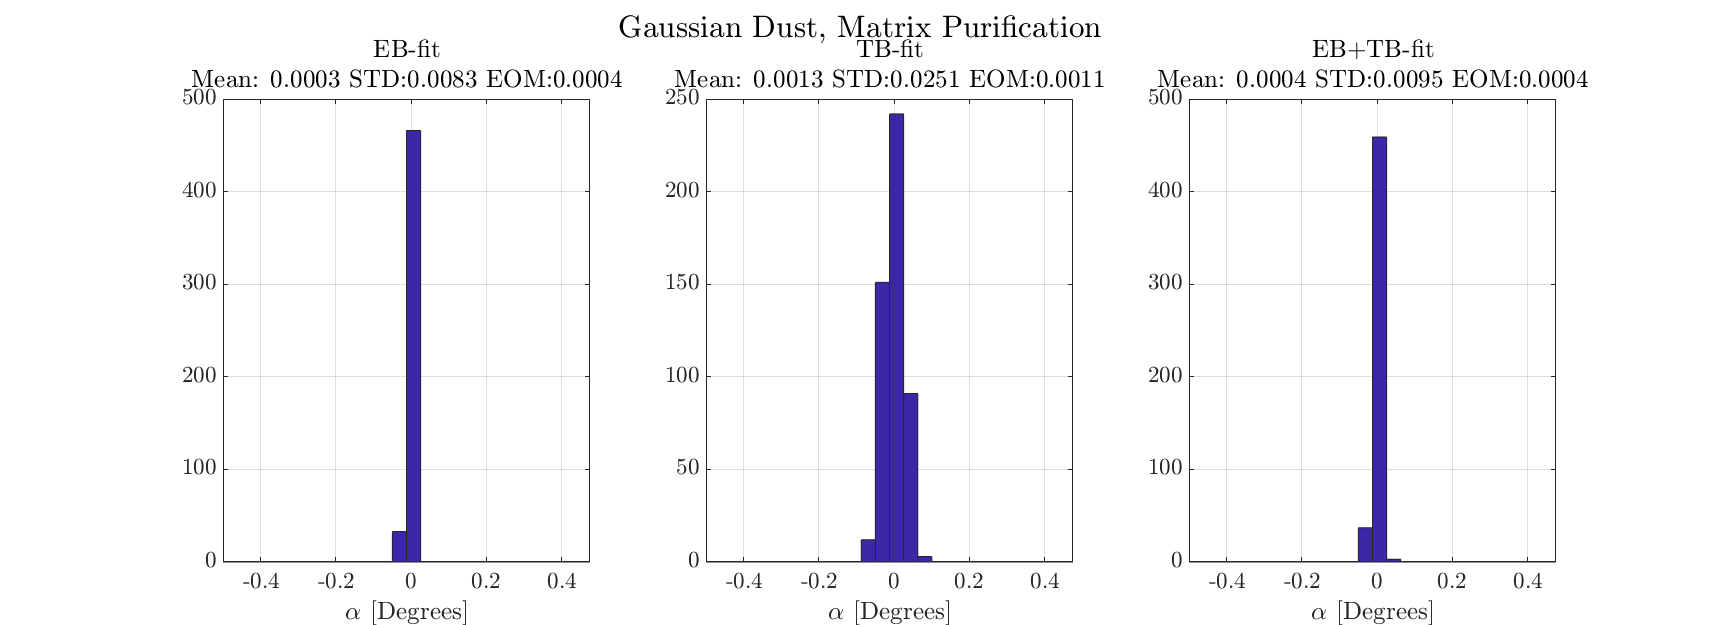 Gaussian Dust, Matrix Purification
EB-fit
Mean: 0.0003 STD:0.0083 EOM:0.0004
500
400
300
200
100
0
-0.4 -0.2 0 0.2 0.4
α [Degrees]
TB-fit
Mean: 0.0013 STD:0.0251 EOM:0.0011
250
200
150
100
50
0
-0.4 -0.2 0 0.2 0.4
α [Degrees]
EB+TB-fit
Mean: 0.0004 STD:0.0095 EOM:0.0004
500
400
300
200
100
0
-0.4 -0.2 0 0.2 0.4
α [Degrees]